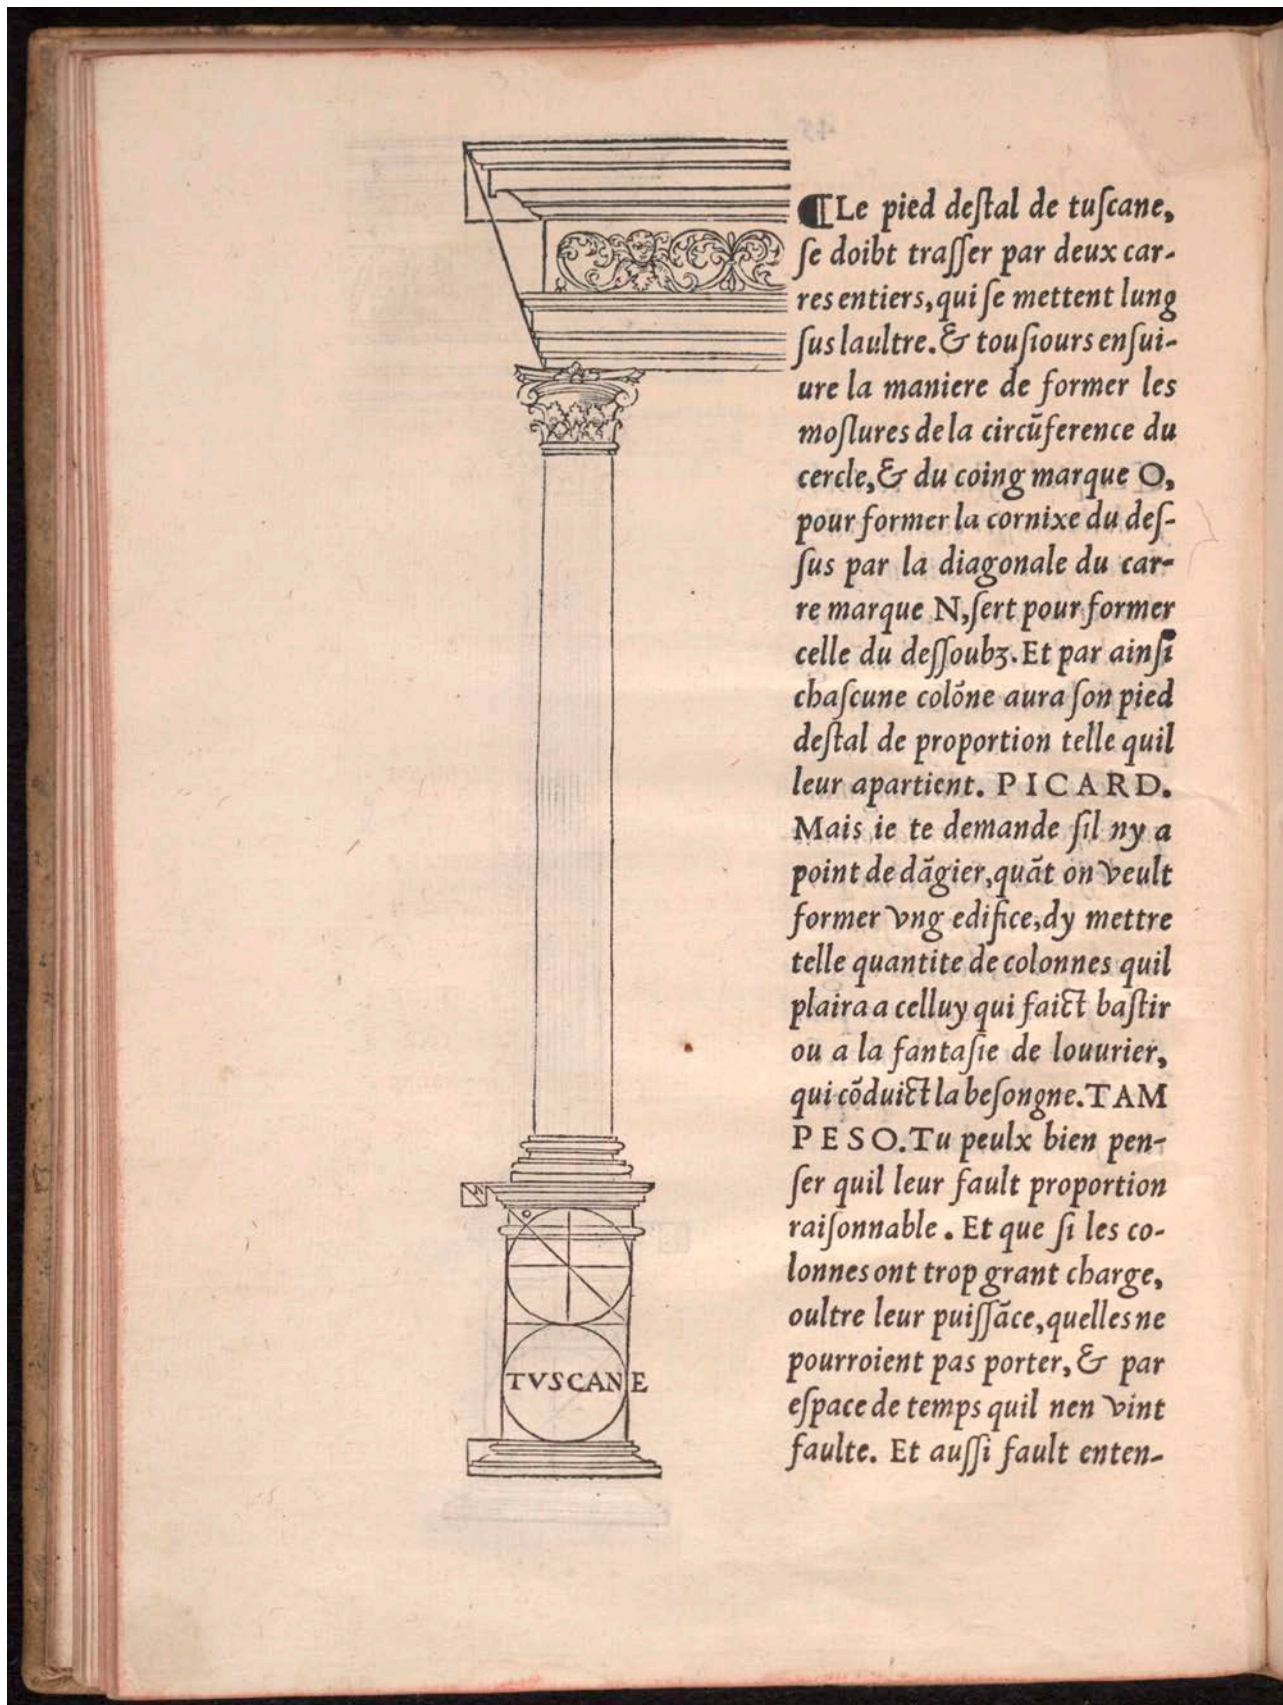 ¶Le pied deſtal de tuſcane,
ſe doibt traſſer par deux car-
res entiers, qui ſe mettent lung
ſus laultre. & touſiours enſui-
ure la maniere de former les
moſlures de la circūference du
cercle, & du coing marque O,
pour former la cornixe du deſ-
ſus par la diagonale du car-
re marque N, ſert pour former
celle du deſſoubz. Et par ainſi
chaſcune colōne aura ſon pied
deſtal de proportion telle quil
leur apartient. PICARD.
Mais ie te demande ſil ny a
point de dāgier, quāt on veult
former vng edifice, dy mettre
telle quantite de colonnes quil
plaira a celluy qui faict baſtir
ou a la fantaſie de louurier,
qui cōduict la beſongne. TAM
PESO. Tu peulx bien pen-
ſer quil leur fault proportion
raiſonnable. Et que ſi les co-
lonnes ont trop grant charge,
oultre leur puiſſāce, quelles ne
pourroient pas porter, & par
eſpace de temps quil nen vint
faulte. Et auſſi fault enten-
N
O
TVSCANE